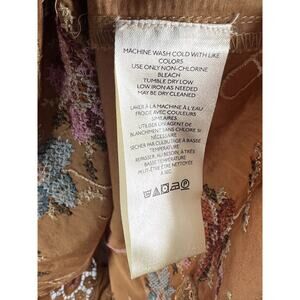 MACHINE WASH COLD WITH LIKE
COLORS
USE ONLY NON-CHLORINE
BLEACH
TUMBLE DRY LOW
LOW IRON AS NEEDED
MAY BE DRY CLEANED
LAVER À LA MACHINE À L'EAU
FROIDE AVEC COULEURS
SIMILAIRES
UTILISER UN AGENT DE
BLANCHIMENT SANS CHLORE SI
NÉCESSAIRE
SÉCHER PAR CULBUTAGE À BASSE
TEMPÉRATURE
REPASSER, AU BESOIN, À
BASSE TEMPÉRATURE
PEUT-ÊTRE ÊTRE NETTOYÉE
À SEC